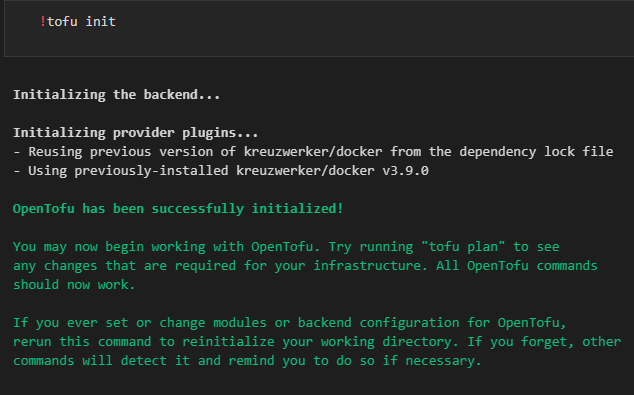 !tofu init
Initializing the backend...
Initializing provider plugins...
- Reusing previous version of kreuzwerker/docker from the dependency lock file
- Using previously-installed kreuzwerker/docker v3.9.0
OpenTofu has been successfully initialized!
You may now begin working with OpenTofu. Try running "tofu plan" to see
any changes that are required for your infrastructure. All OpenTofu commands
should now work.
If you ever set or change modules or backend configuration for OpenTofu,
rerun this command to reinitialize your working directory. If you forget, other
commands will detect it and remind you to do so if necessary.